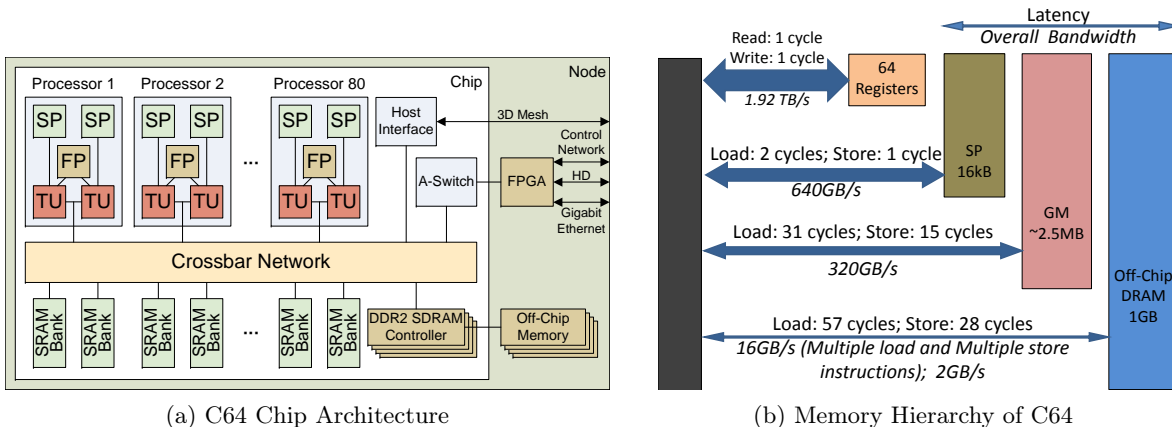 Node
Chip
Processor 1
Processor 2
Processor 80
SP
SP
SP
SP
SP
SP
FP
FP
...
FP
TU
TU
TU
TU
TU
TU
Host
Interface
3D Mesh
Control
Network
A-Switch
FPGA
HD
Gigabit
Ethernet
Crossbar Network
SRAM
Bank
SRAM
Bank
SRAM
Bank
SRAM
Bank
...
SRAM
Bank
SRAM
Bank
DDR2 SDRAM
Controller
Off-Chip
Memory
(a) C64 Chip Architecture
Latency
Overall Bandwidth
Read: 1 cycle
Write: 1 cycle
1.92 TB/s
64
Registers
Load: 2 cycles; Store: 1 cycle
640GB/s
SP
16kB
Load: 31 cycles; Store: 15 cycles
320GB/s
GM
~2.5MB
Off-Chip
DRAM
1GB
Load: 57 cycles; Store: 28 cycles
16GB/s (Multiple load and Multiple store
instructions); 2GB/s
(b) Memory Hierarchy of C64